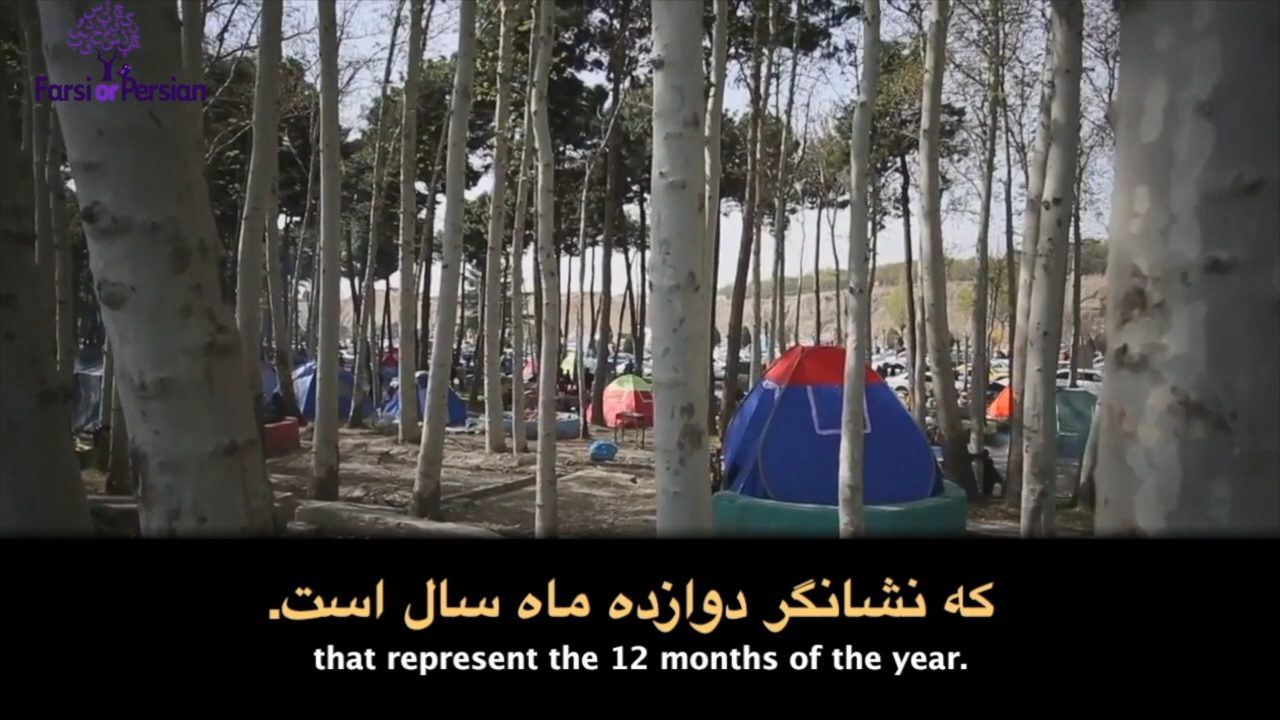 Farsi or Persian
که نشانگر دوازده ماه سال است.
that represent the 12 months of the year.